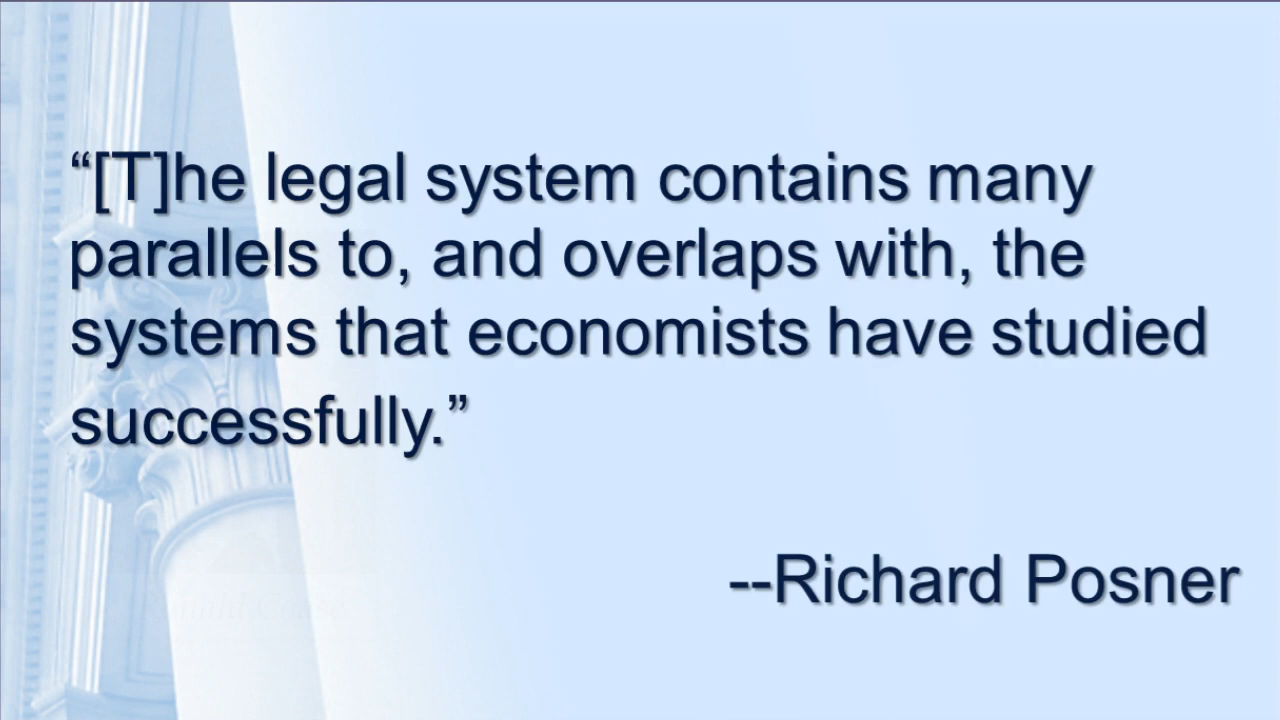 “[T]he legal system contains many
parallels to, and overlaps with, the
systems that economists have studied
successfully.”
--Richard Posner